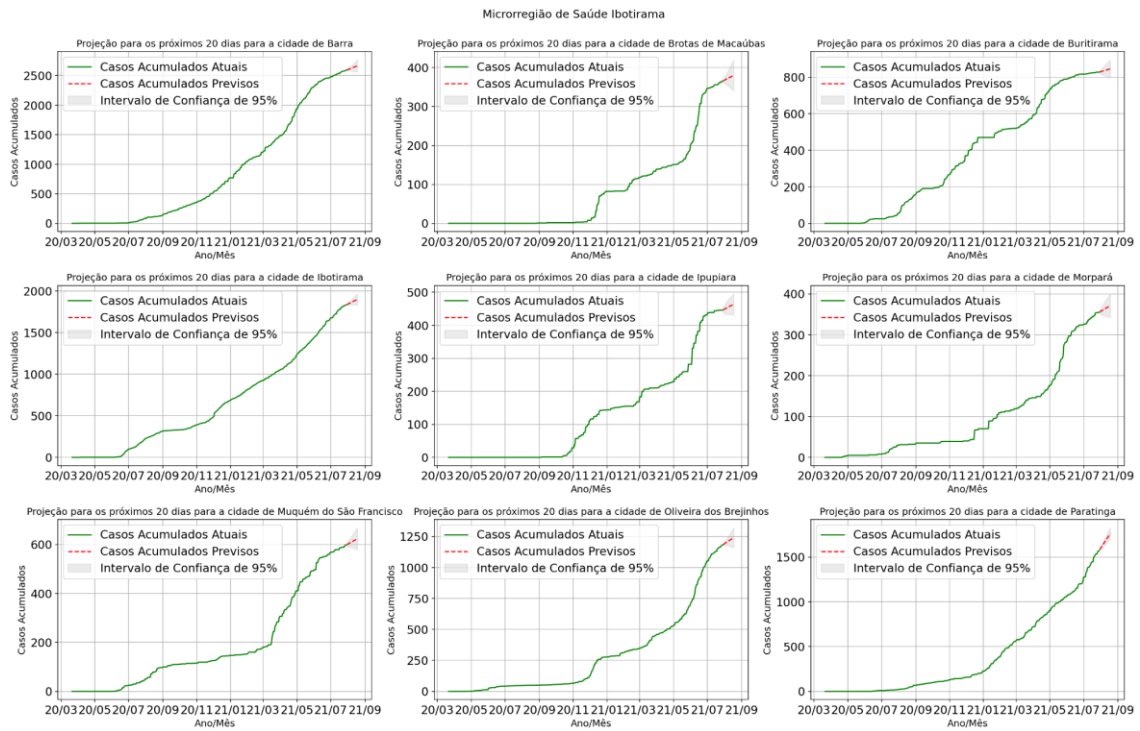 Microrregião de Saúde Ibotirama
Projeção para os próximos 20 dias para a cidade de Barra
Casos Acumulados Atuais
Casos Acumulados Previsos
Intervalo de Confiança de 95%
Casos Acumulados
2500
2000
1500
1000
500
0
20/03 20/05 20/07 20/09 20/11 21/01 21/03 21/05 21/07 21/09
Ano/Mês
Projeção para os próximos 20 dias para a cidade de Brotas de Macaúbas
Casos Acumulados Atuais
Casos Acumulados Previsos
Intervalo de Confiança de 95%
Casos Acumulados
400
300
200
100
0
20/03 20/05 20/07 20/09 20/11 21/01 21/03 21/05 21/07 21/09
Ano/Mês
Projeção para os próximos 20 dias para a cidade de Buritirama
Casos Acumulados Atuais
Casos Acumulados Previsos
Intervalo de Confiança de 95%
Casos Acumulados
800
600
400
200
0
20/03 20/05 20/07 20/09 20/11 21/01 21/03 21/05 21/07 21/09
Ano/Mês
Projeção para os próximos 20 dias para a cidade de Ibotirama
Casos Acumulados Atuais
Casos Acumulados Previsos
Intervalo de Confiança de 95%
Casos Acumulados
2000
1500
1000
500
0
20/03 20/05 20/07 20/09 20/11 21/01 21/03 21/05 21/07 21/09
Ano/Mês
Projeção para os próximos 20 dias para a cidade de Ipupiara
Casos Acumulados Atuais
Casos Acumulados Previsos
Intervalo de Confiança de 95%
Casos Acumulados
500
400
300
200
100
0
20/03 20/05 20/07 20/09 20/11 21/01 21/03 21/05 21/07 21/09
Ano/Mês
Projeção para os próximos 20 dias para a cidade de Morpará
Casos Acumulados Atuais
Casos Acumulados Previsos
Intervalo de Confiança de 95%
Casos Acumulados
400
300
200
100
0
20/03 20/05 20/07 20/09 20/11 21/01 21/03 21/05 21/07 21/09
Ano/Mês
Projeção para os próximos 20 dias para a cidade de Muquém do São Francisco
Casos Acumulados Atuais
Casos Acumulados Previsos
Intervalo de Confiança de 95%
Casos Acumulados
600
400
200
0
20/03 20/05 20/07 20/09 20/11 21/01 21/03 21/05 21/07 21/09
Ano/Mês
Projeção para os próximos 20 dias para a cidade de Oliveira dos Brejinhos
Casos Acumulados Atuais
Casos Acumulados Previsos
Intervalo de Confiança de 95%
Casos Acumulados
1250
1000
750
500
250
0
20/03 20/05 20/07 20/09 20/11 21/01 21/03 21/05 21/07 21/09
Ano/Mês
Projeção para os próximos 20 dias para a cidade de Paratinga
Casos Acumulados Atuais
Casos Acumulados Previsos
Intervalo de Confiança de 95%
Casos Acumulados
1500
1000
500
0
20/03 20/05 20/07 20/09 20/11 21/01 21/03 21/05 21/07 21/09
Ano/Mês